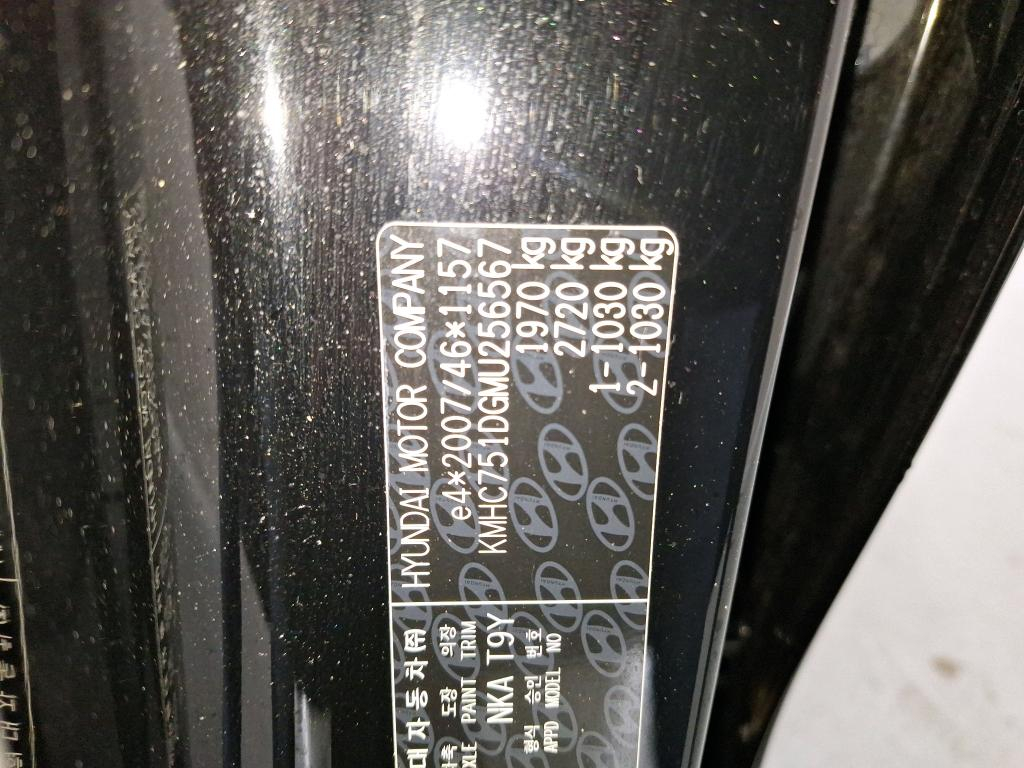 HYUNDAI MOTOR COMPANY
e4*2007/46*1157
KMHC751DGMU256567
1970 kg
2720 kg
1-1030 kg
2-1030 kg
대자동차㈜
도장 의장
PAINT TRIM
NKA T9Y
형식 승인 번호
APPD MODEL NO